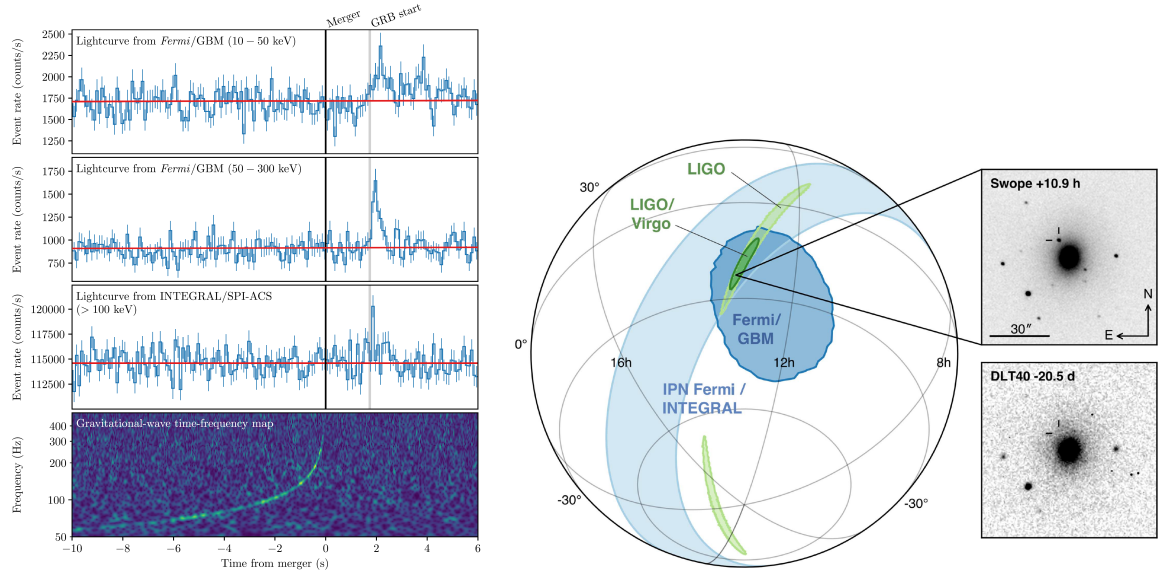 Merger
GRB start
Lightcurve from Fermi/GBM (10 − 50 keV)
Event rate (counts/s)
2500
2250
2000
1750
1500
1250
Lightcurve from Fermi/GBM (50 − 300 keV)
Event rate (counts/s)
1750
1500
1250
1000
750
Lightcurve from INTEGRAL/SPI-ACS
(> 100 keV)
Event rate (counts/s)
120000
117500
115000
112500
Gravitational-wave time-frequency map
Frequency (Hz)
400
300
200
100
50
−10
−8
−6
−4
−2
0
2
4
6
Time from merger (s)
LIGO
LIGO/
Virgo
Fermi/
GBM
IPN Fermi /
INTEGRAL
30°
0°
-30°
-30°
16h
12h
8h
Swope +10.9 h
30"
N
E
DLT40 -20.5 d